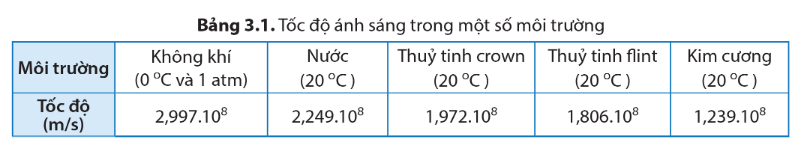 Bảng 3.1. Tốc độ ánh sáng trong một số môi trường
Môi trường
Không khí
(0 °C và 1 atm)
Nước
(20 °C )
Thuỷ tinh crown
(20 °C )
Thuỷ tinh flint
(20 °C )
Kim cương
(20 °C )
Tốc độ
(m/s)
2,997.10⁸
2,249.10⁸
1,972.10⁸
1,806.10⁸
1,239.10⁸